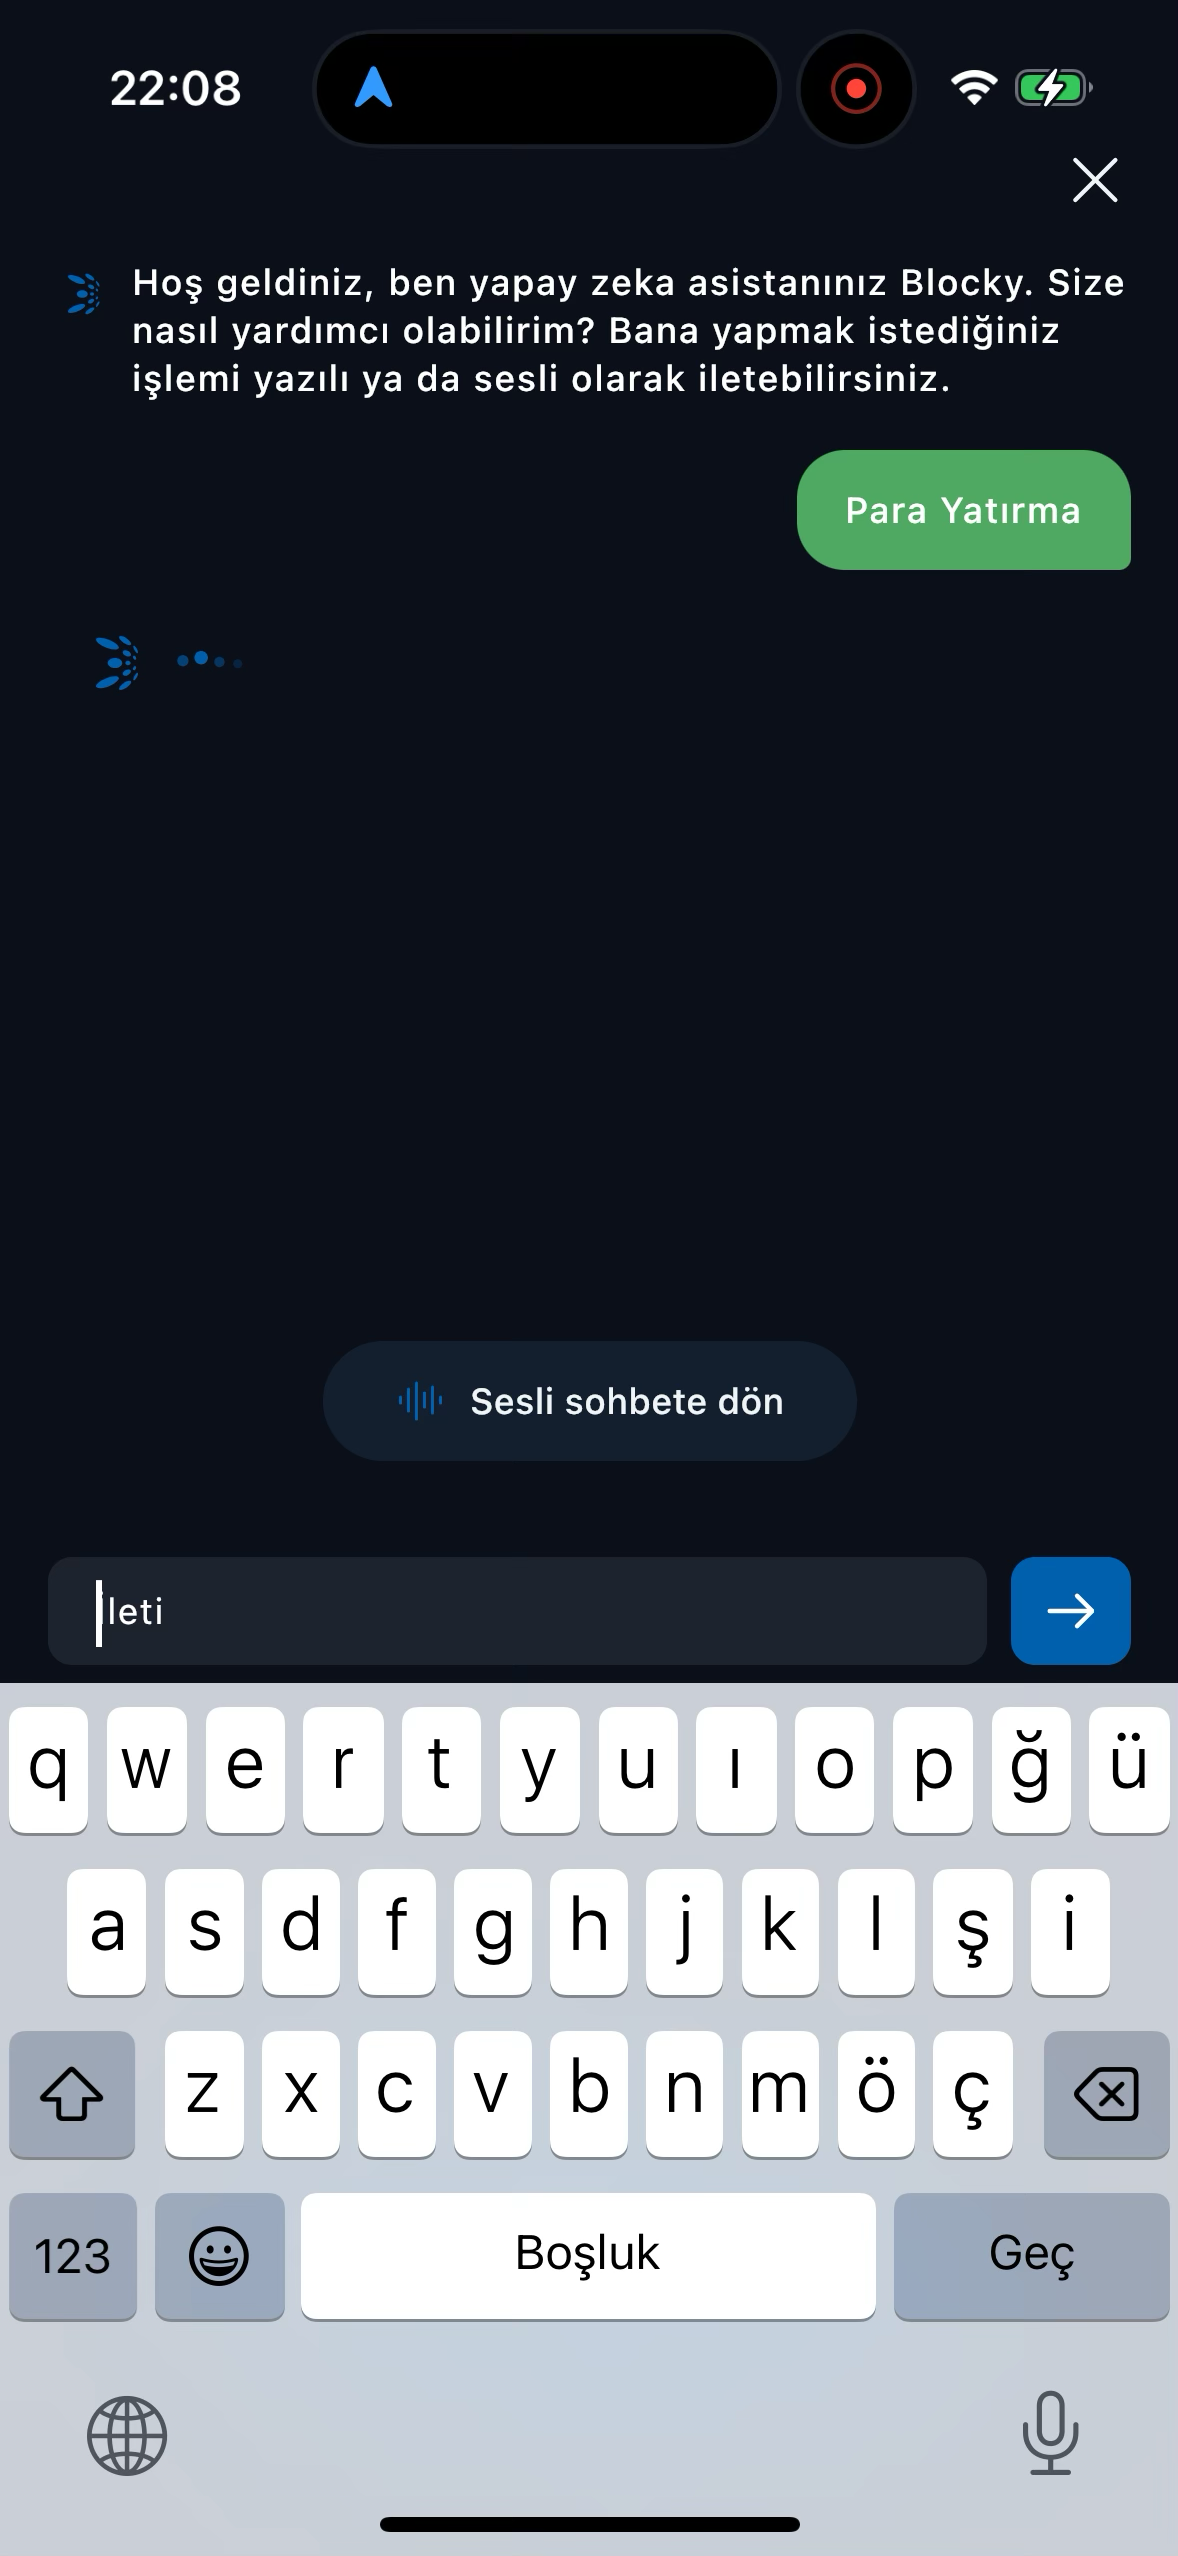 22:08
Hoş geldiniz, ben yapay zeka asistanınız Blocky. Size
nasıl yardımcı olabilirim? Bana yapmak istediğiniz
işlemi yazılı ya da sesli olarak iletebilirsiniz.
Para Yatırma
Sesli sohbete dön
İleti
q w e r t y u ı o p ğ ü
a s d f g h j k l ş i
z x c v b n m ö ç
123 Boşluk Geç